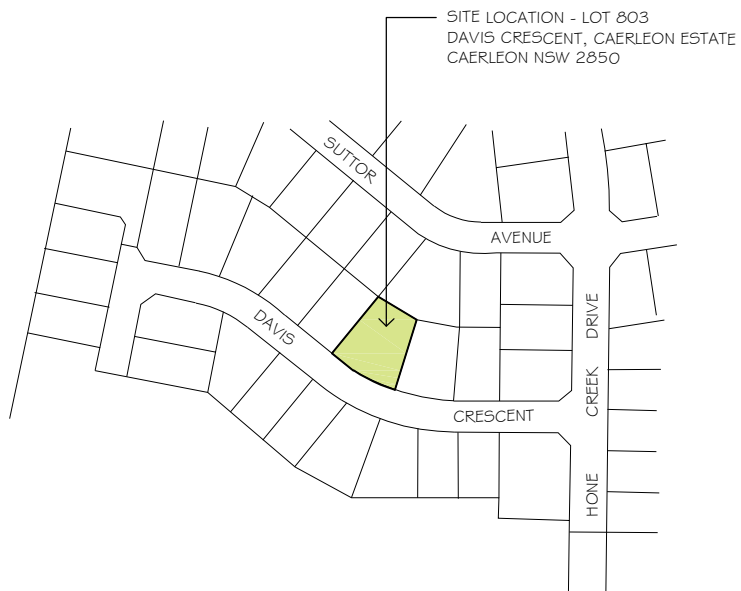 SITE LOCATION - LOT 803
DAVIS CRESCENT, CAERLEON ESTATE
CAERLEON NSW 2850
SUTTOR
AVENUE
DAVIS
CRESCENT
HONE CREEK DRIVE